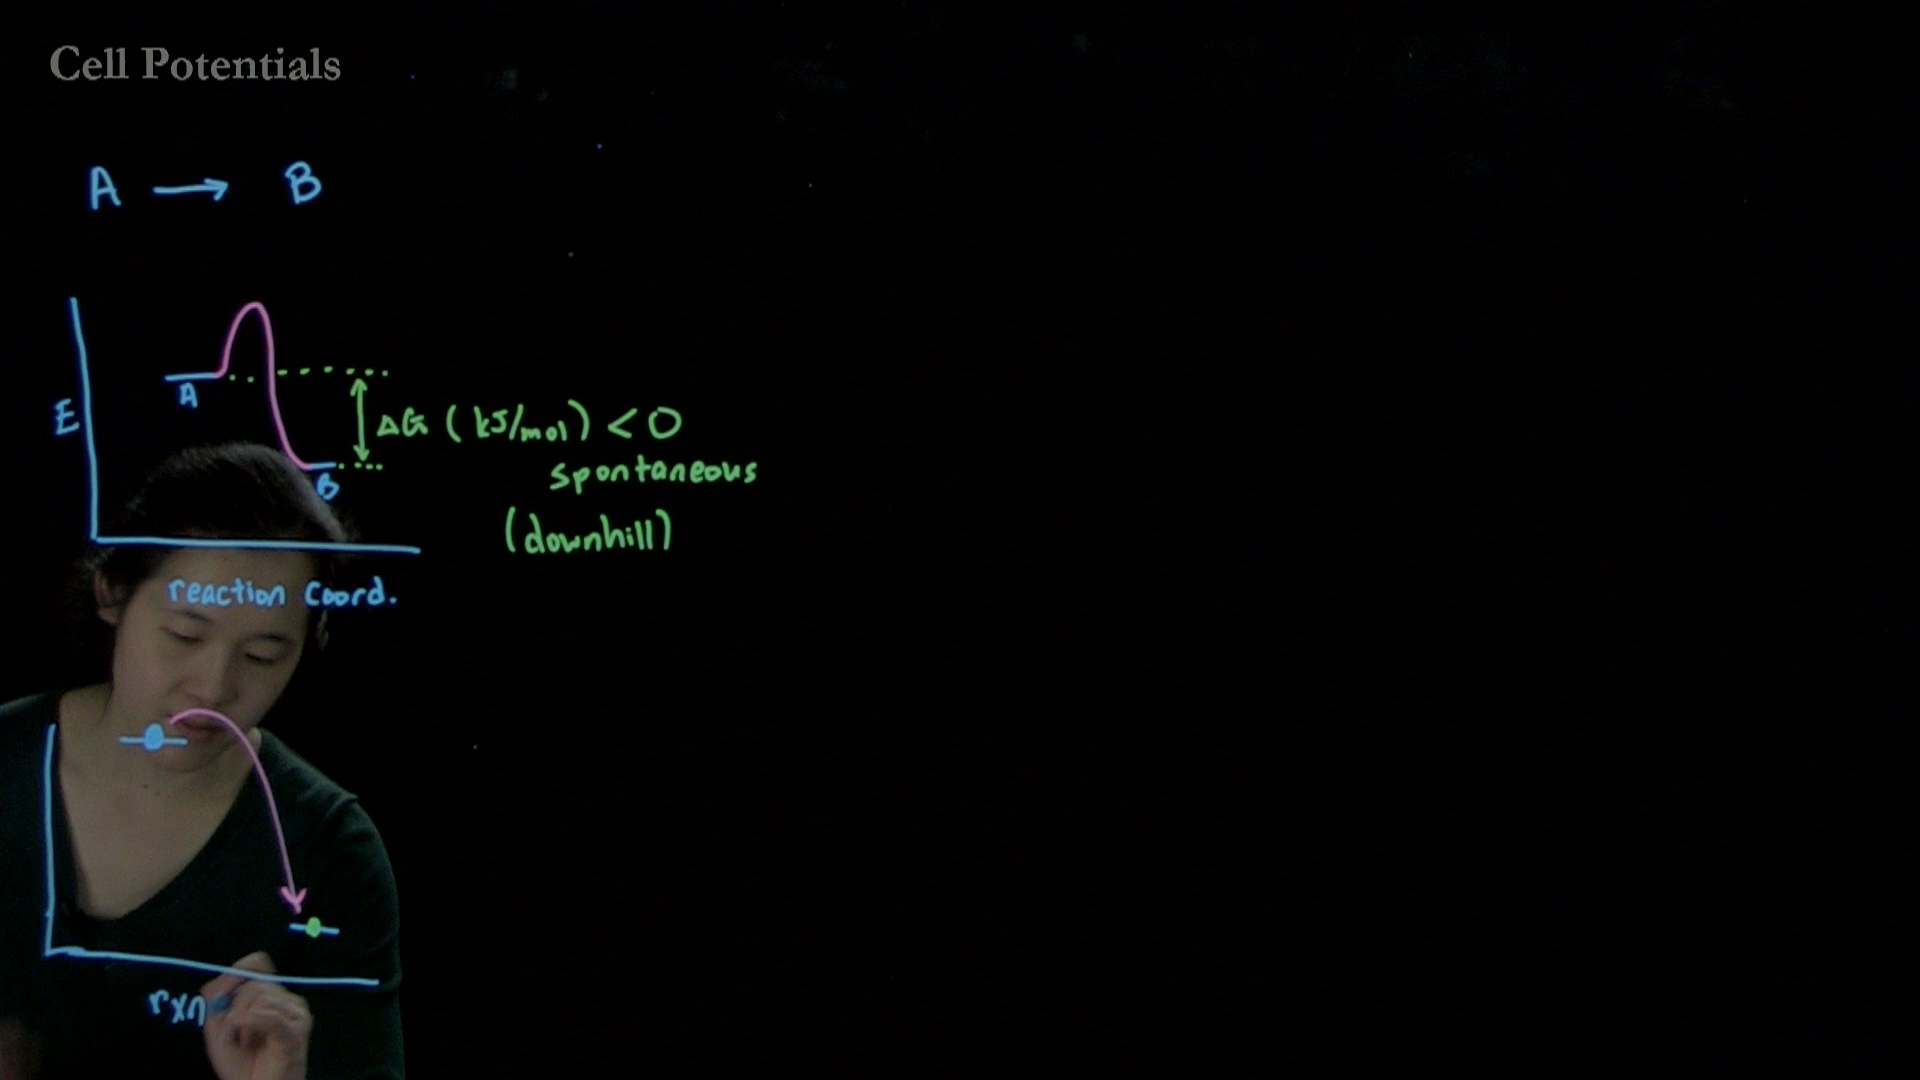 Cell Potentials
A → B
E
A
ΔG (kJ/mol) < 0
spontaneous
B
(downhill)
reaction coord.
rxn